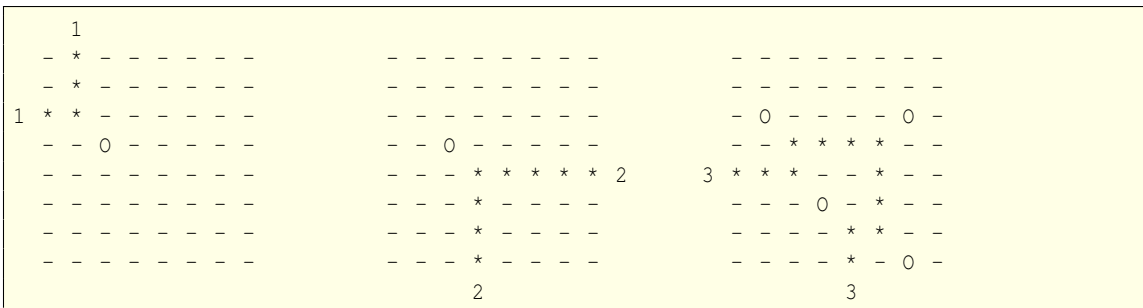 1
  - * - - - - - -         - - - - - - - -         - - - - - - - -
  - * - - - - - -         - - - - - - - -         - - - - - - - -
1 * * - - - - - -         - - - - - - - -         - O - - - - O -
  - - O - - - - -         - - O - - - - -         - - * * * * - -
  - - - - - - - -         - - - * * * * * 2     3 * * * - - * - -
  - - - - - - - -         - - - * - - - -         - - - O - * - -
  - - - - - - - -         - - - * - - - -         - - - - * * - -
  - - - - - - - -         - - - * - - - -         - - - - * - O -
                                2                         3